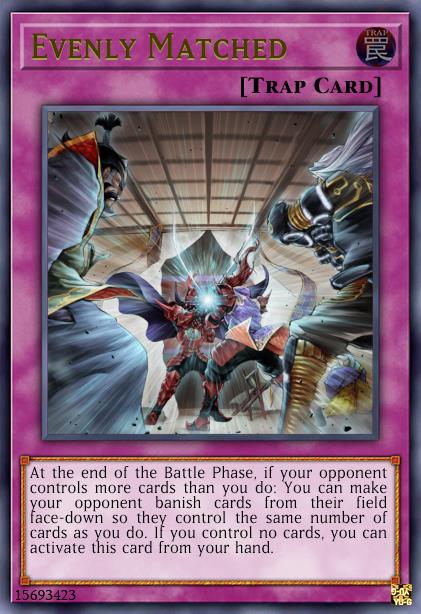 Evenly Matched
TRAP
罠
[Trap Card]
At the end of the Battle Phase, if your opponent
controls more cards than you do: You can make
your opponent banish cards from their field
face-down so they control the same number of
cards as you do. If you control no cards, you can
activate this card from your hand.
15693423